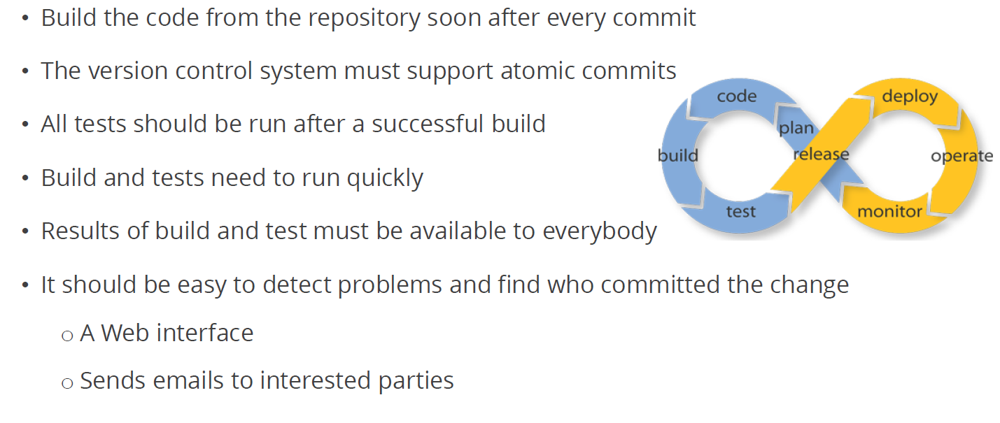 • Build the code from the repository soon after every commit
• The version control system must support atomic commits
• All tests should be run after a successful build
• Build and tests need to run quickly
• Results of build and test must be available to everybody
• It should be easy to detect problems and find who committed the change
o A Web interface
o Sends emails to interested parties
code
plan
build
test
release
deploy
operate
monitor